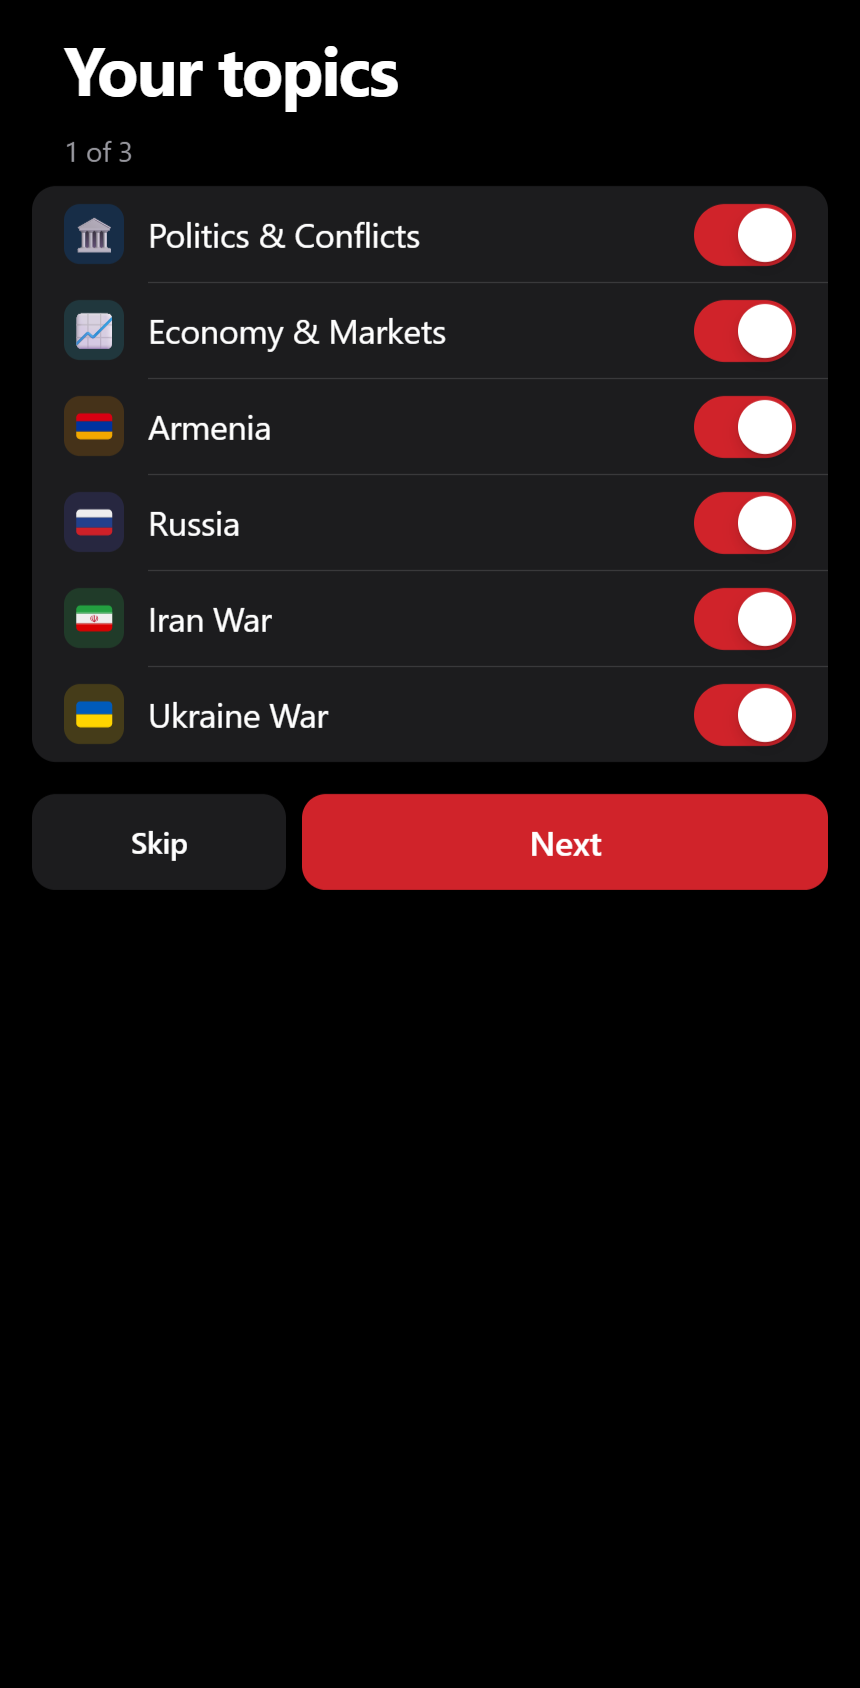 Your topics
1 of 3
Politics & Conflicts
Economy & Markets
Armenia
Russia
Iran War
Ukraine War
Skip
Next